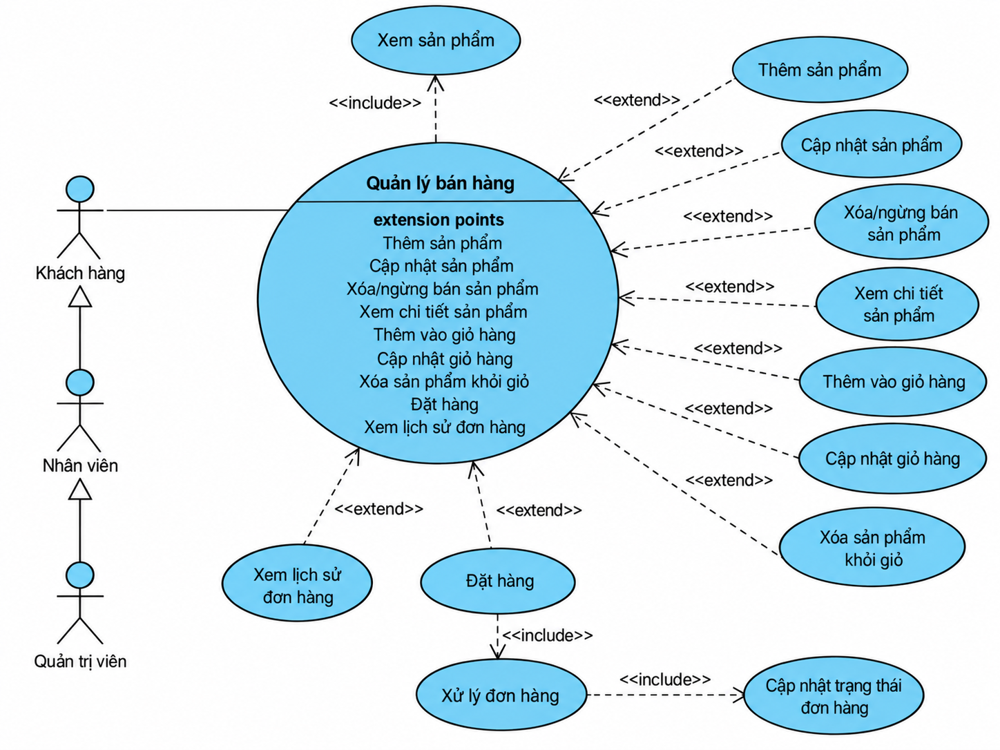 Xem sản phẩm
<<include>>
Thêm sản phẩm
<<extend>>
Cập nhật sản phẩm
<<extend>>
Quản lý bán hàng
extension points
Thêm sản phẩm
Cập nhật sản phẩm
Xóa/ngừng bán sản phẩm
Xem chi tiết sản phẩm
Thêm vào giỏ hàng
Cập nhật giỏ hàng
Xóa sản phẩm khỏi giỏ
Đặt hàng
Xem lịch sử đơn hàng
Xóa/ngừng bán
sản phẩm
<<extend>>
Xem chi tiết
sản phẩm
<<extend>>
Thêm vào giỏ hàng
<<extend>>
Cập nhật giỏ hàng
<<extend>>
Xóa sản phẩm
khỏi giỏ
<<extend>>
Khách hàng
Nhân viên
Quản trị viên
<<extend>>
<<extend>>
Xem lịch sử
đơn hàng
Đặt hàng
<<include>>
Xử lý đơn hàng
<<include>>
Cập nhật trạng thái
đơn hàng